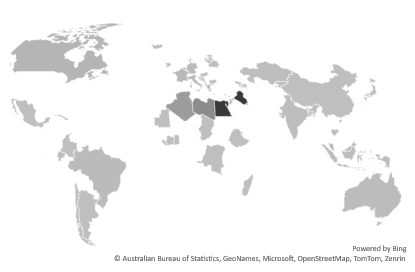 Powered by Bing
© Australian Bureau of Statistics, GeoNames, Microsoft, OpenStreetMap, TomTom, Zenrin